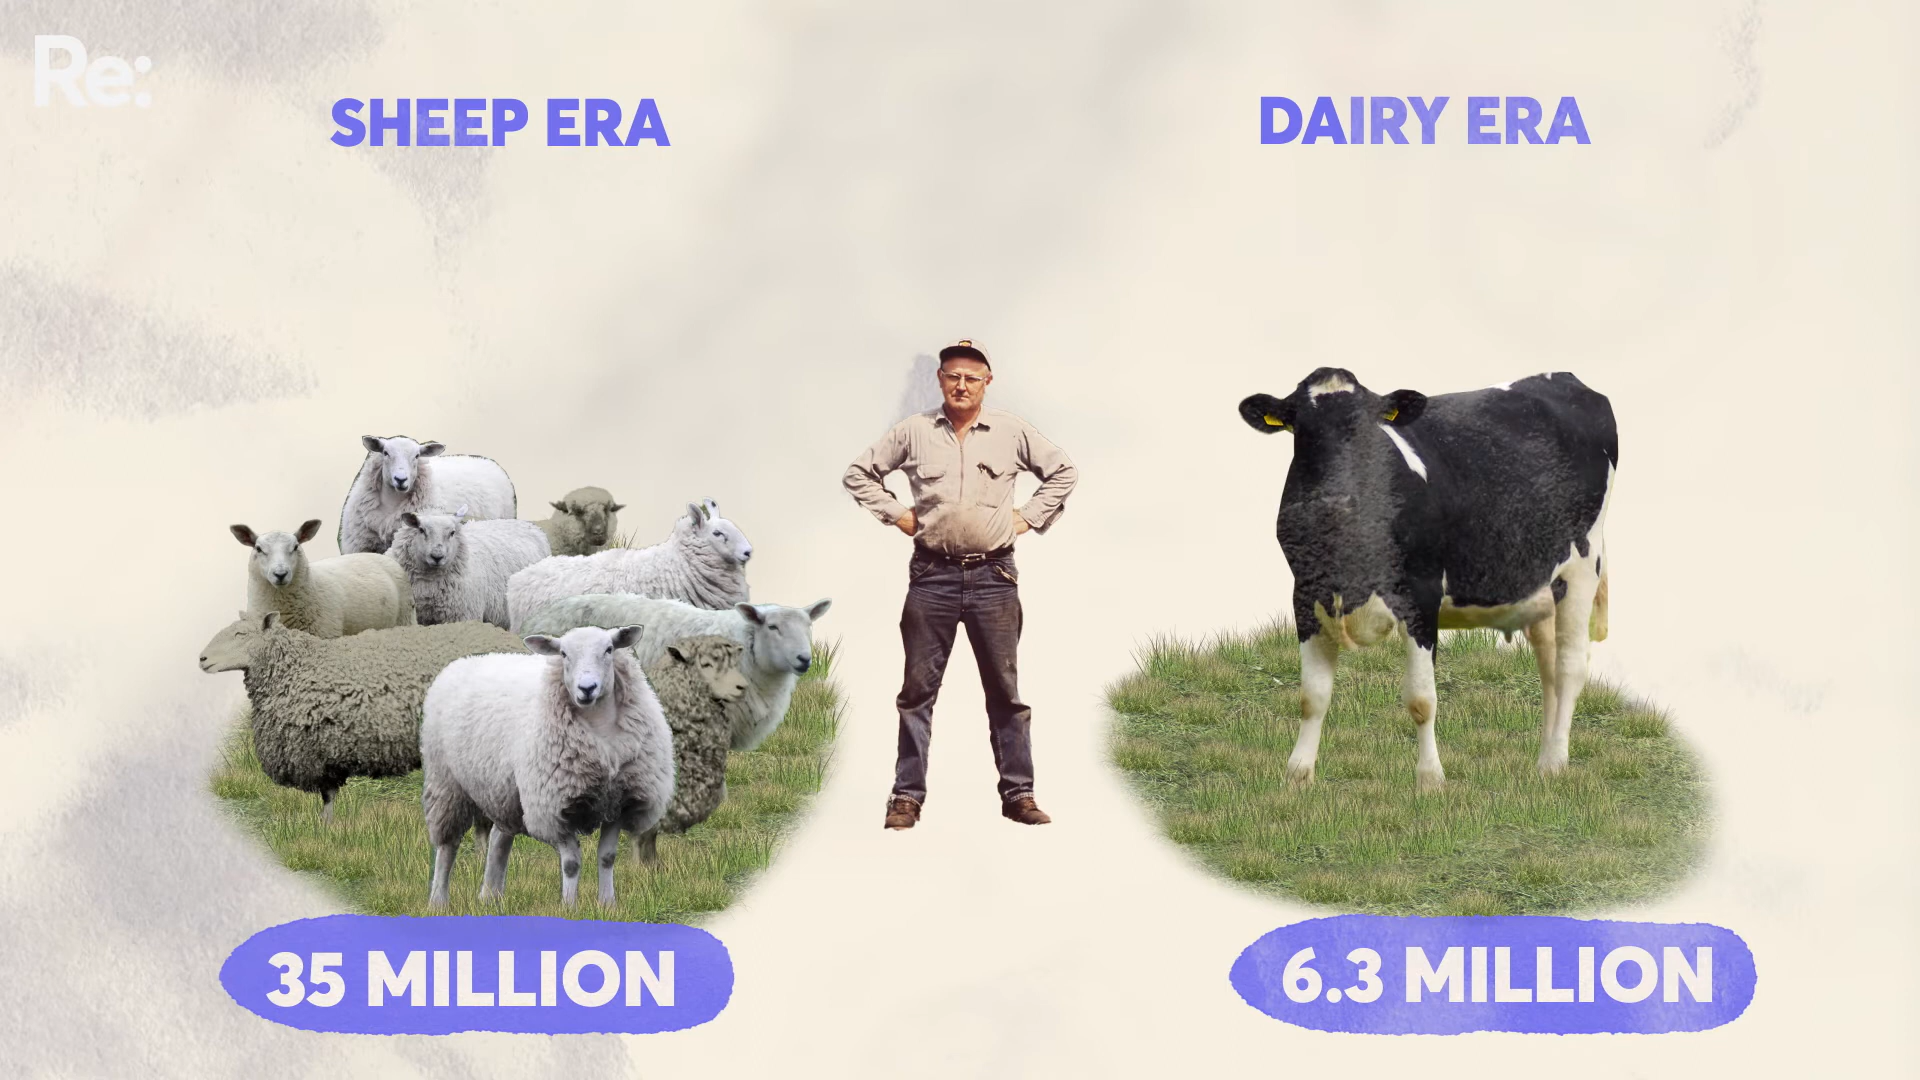 Re:
SHEEP ERA
DAIRY ERA
35 MILLION
6.3 MILLION